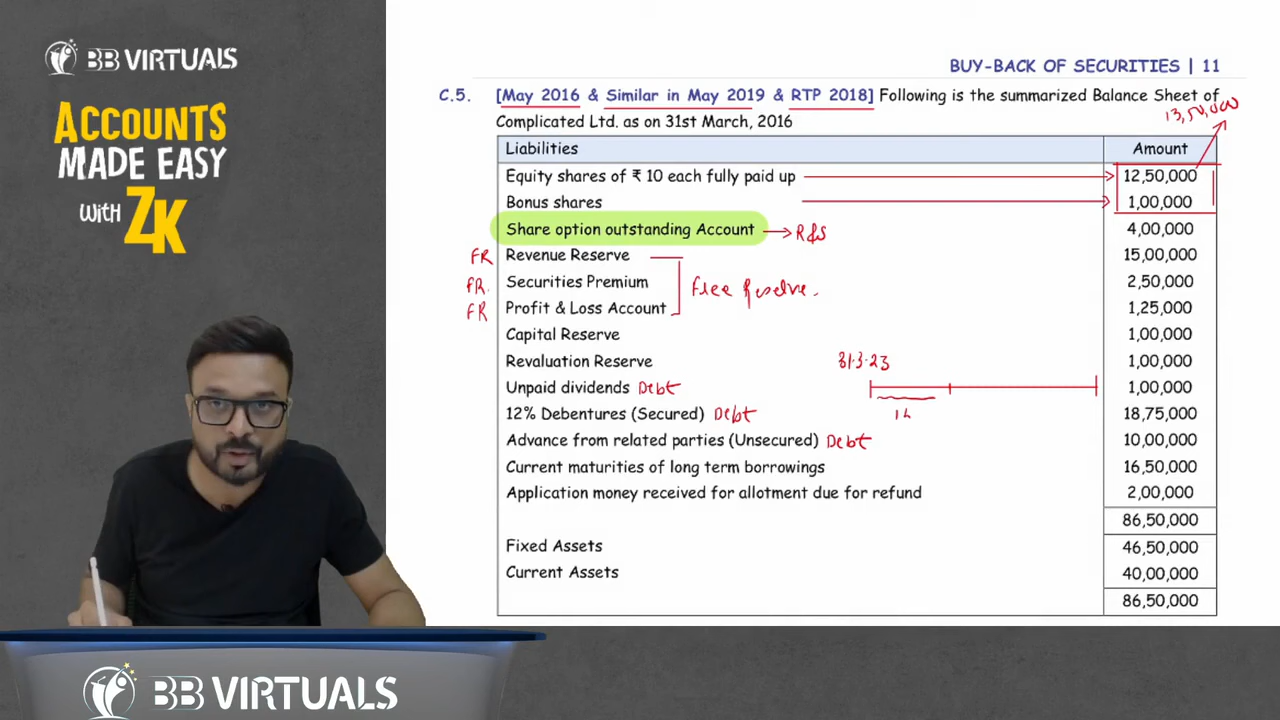 BB VIRTUALS
ACCOUNTS
MADE EASY
with ZK
BUY-BACK OF SECURITIES | 11
C.5. [May 2016 & Similar in May 2019 & RTP 2018] Following is the summarized Balance Sheet of
13,50,000
Complicated Ltd. as on 31st March, 2016
Liabilities Amount
Equity shares of ₹ 10 each fully paid up 12,50,000
Bonus shares 1,00,000
Share option outstanding Account R&S 4,00,000
FR Revenue Reserve 15,00,000
FR. Securities Premium Free Reserve. 2,50,000
FR Profit & Loss Account 1,25,000
Capital Reserve 1,00,000
Revaluation Reserve 31.3.23 1,00,000
Unpaid dividends Debt 1,00,000
12% Debentures (Secured) Debt 18,75,000
Advance from related parties (Unsecured) Debt 10,00,000
Current maturities of long term borrowings 16,50,000
Application money received for allotment due for refund 2,00,000
86,50,000
Fixed Assets 46,50,000
Current Assets 40,00,000
86,50,000
BB VIRTUALS